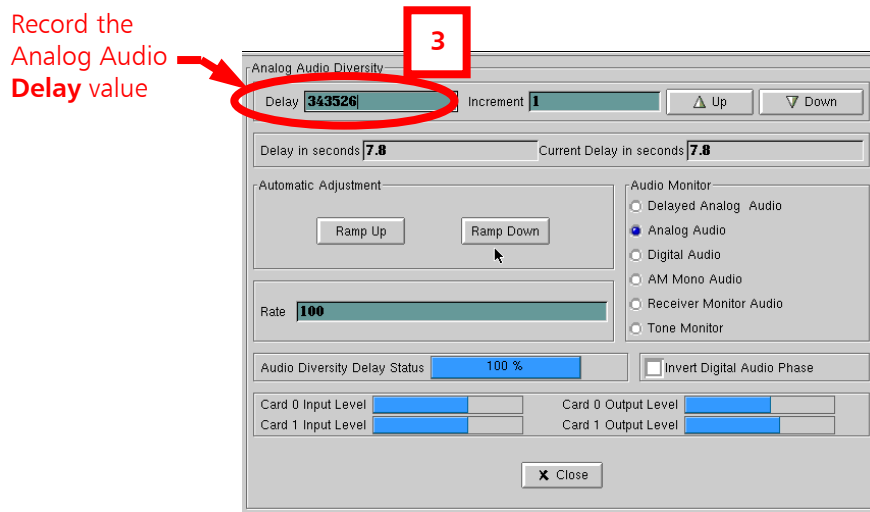 Record the
Analog Audio
Delay value
3
Analog Audio Diversity
Delay 343526 Increment 1 Up Down
Delay in seconds 7.8 Current Delay in seconds 7.8
Automatic Adjustment
Ramp Up Ramp Down
Rate 100
Audio Monitor
Delayed Analog Audio
Analog Audio
Digital Audio
AM Mono Audio
Receiver Monitor Audio
Tone Monitor
Audio Diversity Delay Status 100 % Invert Digital Audio Phase
Card 0 Input Level Card 0 Output Level
Card 1 Input Level Card 1 Output Level
X Close